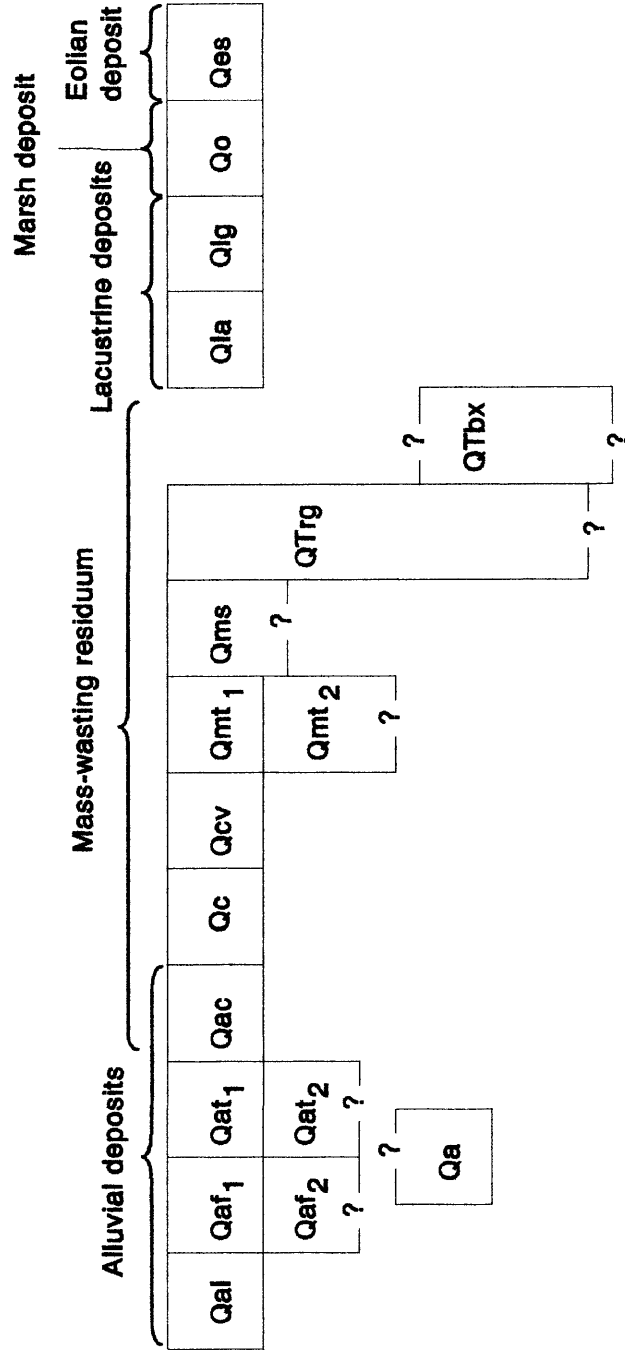 Marsh deposit
Alluvial deposits
Mass-wasting residuum
Lacustrine deposits
Eolian
deposit
Qal
Qaf1
Qat1
Qac
Qc
Qcv
Qmt1
Qms
QTrg
Qla
Qlg
Qo
Qes
Qaf2
Qat2
Qmt2
?
?
?
?
?
Qa
?
QTbx
?
?